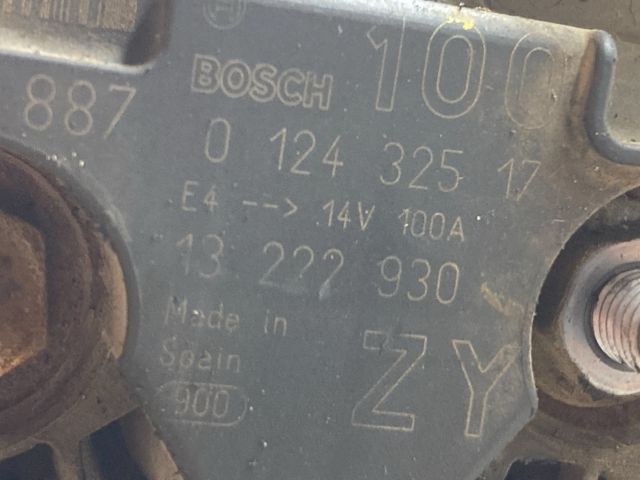 100
BOSCH
887
0 124 325 17
E4 --> 14V 100A
13 222 930
Made in
Spain
ZY
900